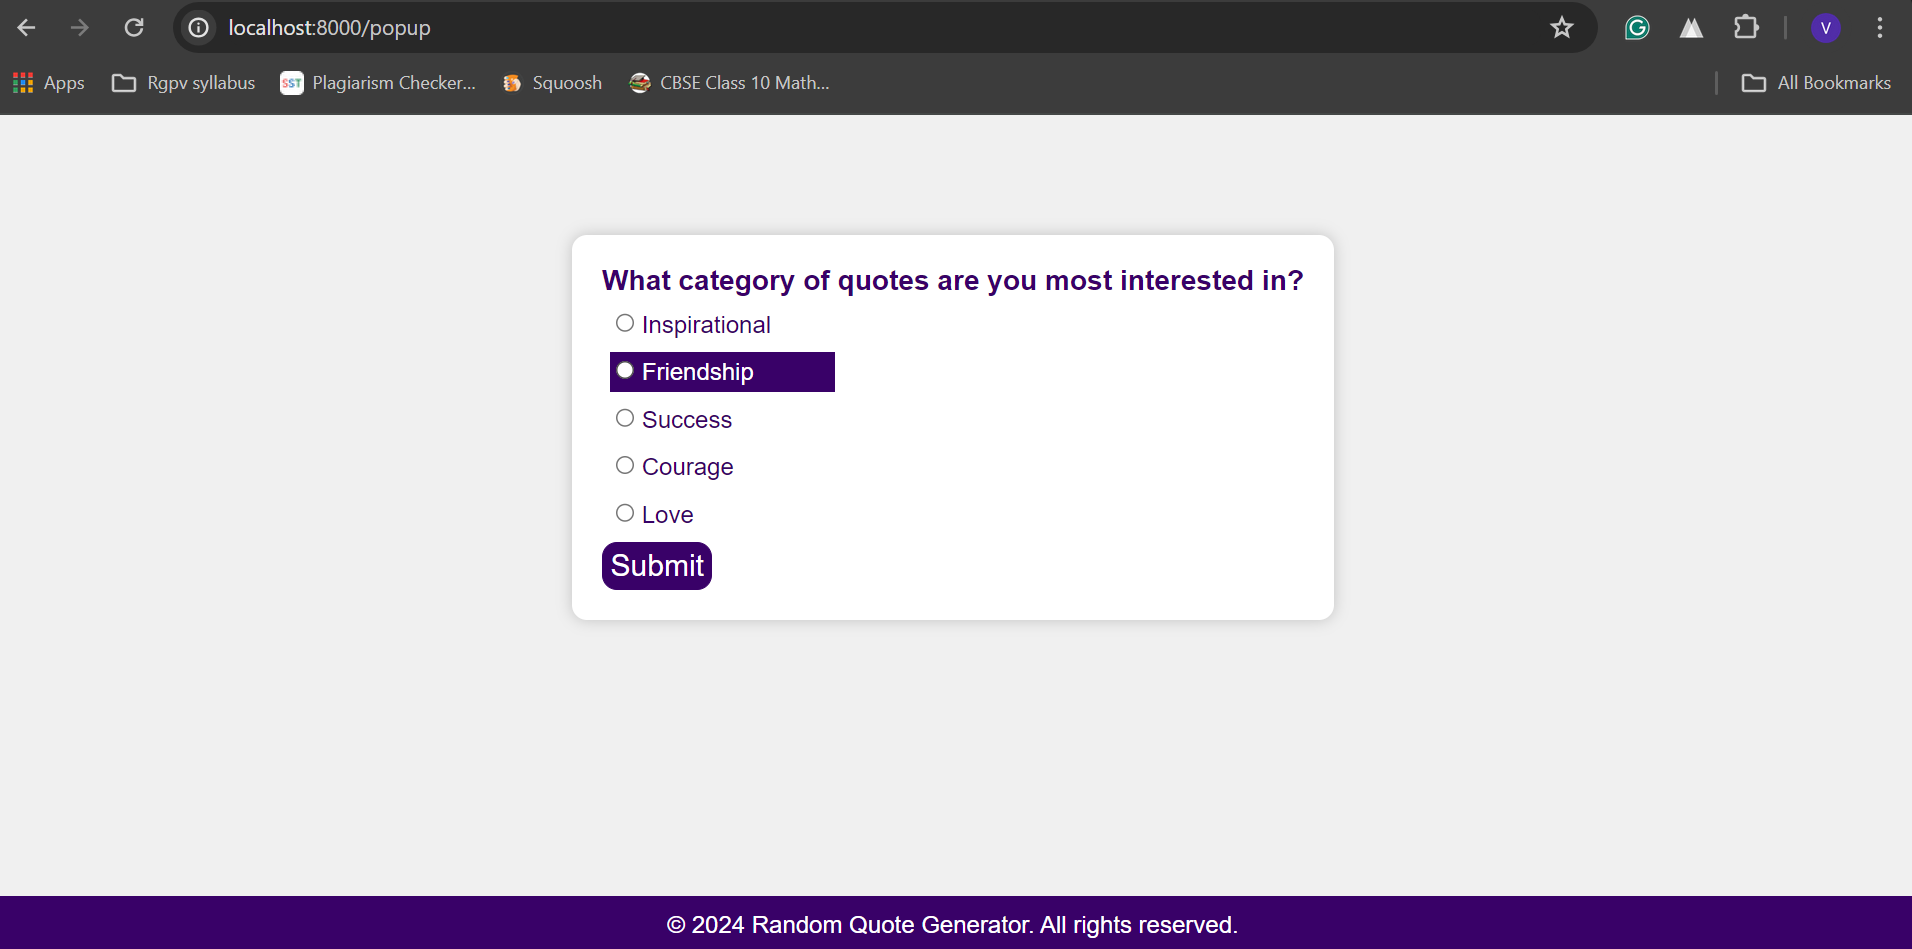 localhost:8000/popup
V
Apps
Rgpv syllabus
SST
Plagiarism Checker...
Squoosh
CBSE Class 10 Math...
All Bookmarks
What category of quotes are you most interested in?
Inspirational
Friendship
Success
Courage
Love
Submit
© 2024 Random Quote Generator. All rights reserved.